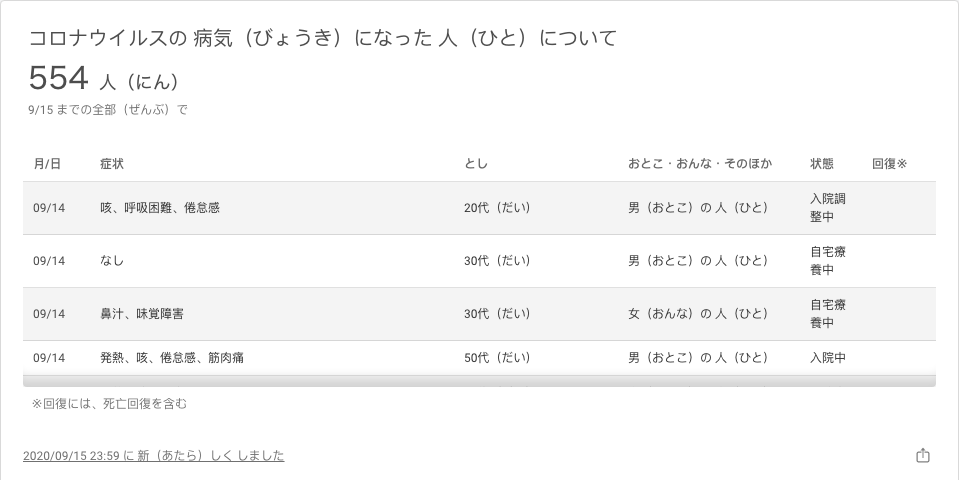 コロナウイルスの 病気（びょうき）になった 人（ひと）について
554 人（にん）
9/15 までの全部（ぜんぶ）で
月/日 症状 とし おとこ・おんな・そのほか 状態 回復※
09/14 咳、呼吸困難、倦怠感 20代（だい） 男（おとこ）の 人（ひと） 入院調
整中
09/14 なし 30代（だい） 男（おとこ）の 人（ひと） 自宅療
養中
09/14 鼻汁、味覚障害 30代（だい） 女（おんな）の 人（ひと） 自宅療
養中
09/14 発熱、咳、倦怠感、筋肉痛 50代（だい） 男（おとこ）の 人（ひと） 入院中
※回復には、死亡回復を含む
2020/09/15 23:59 に 新（あたら）しく しました